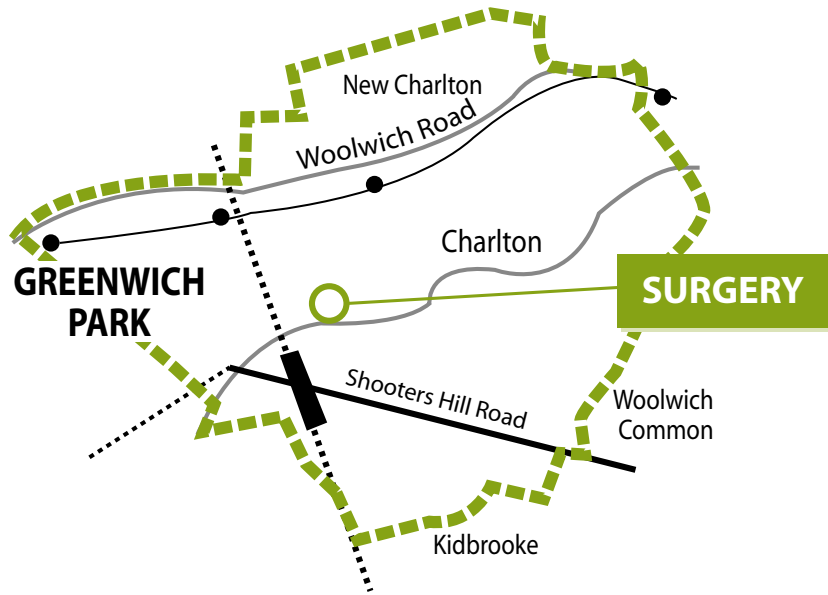 New Charlton
Woolwich Road
Charlton
GREENWICH
PARK
SURGERY
Shooters Hill Road
Woolwich
Common
Kidbrooke